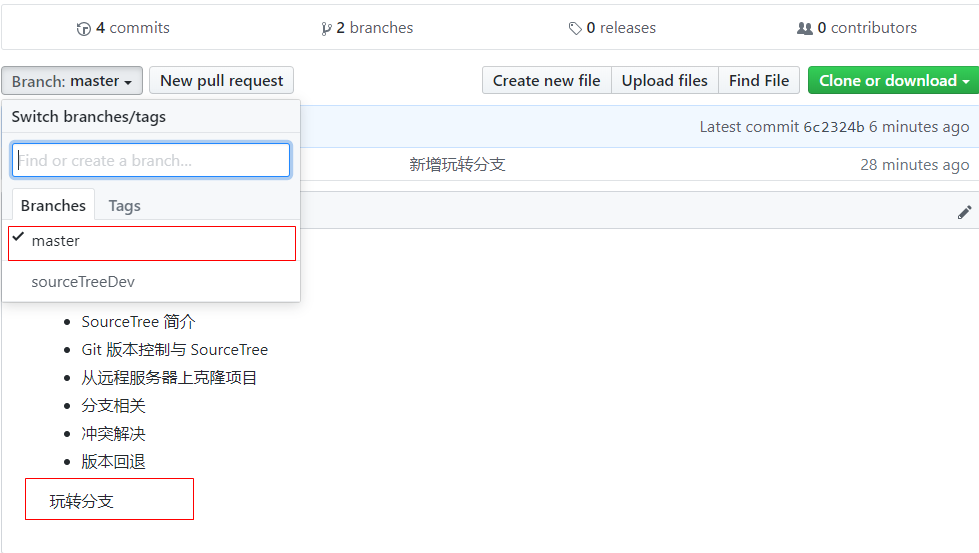 4 commits 2 branches 0 releases 0 contributors
Branch: master New pull request Create new file Upload files Find File Clone or download
Switch branches/tags
Latest commit 6c2324b 6 minutes ago
Find or create a branch...
新增玩转分支 28 minutes ago
Branches Tags
master
sourceTreeDev
SourceTree 简介
Git 版本控制与 SourceTree
从远程服务器上克隆项目
分支相关
冲突解决
版本回退
玩转分支